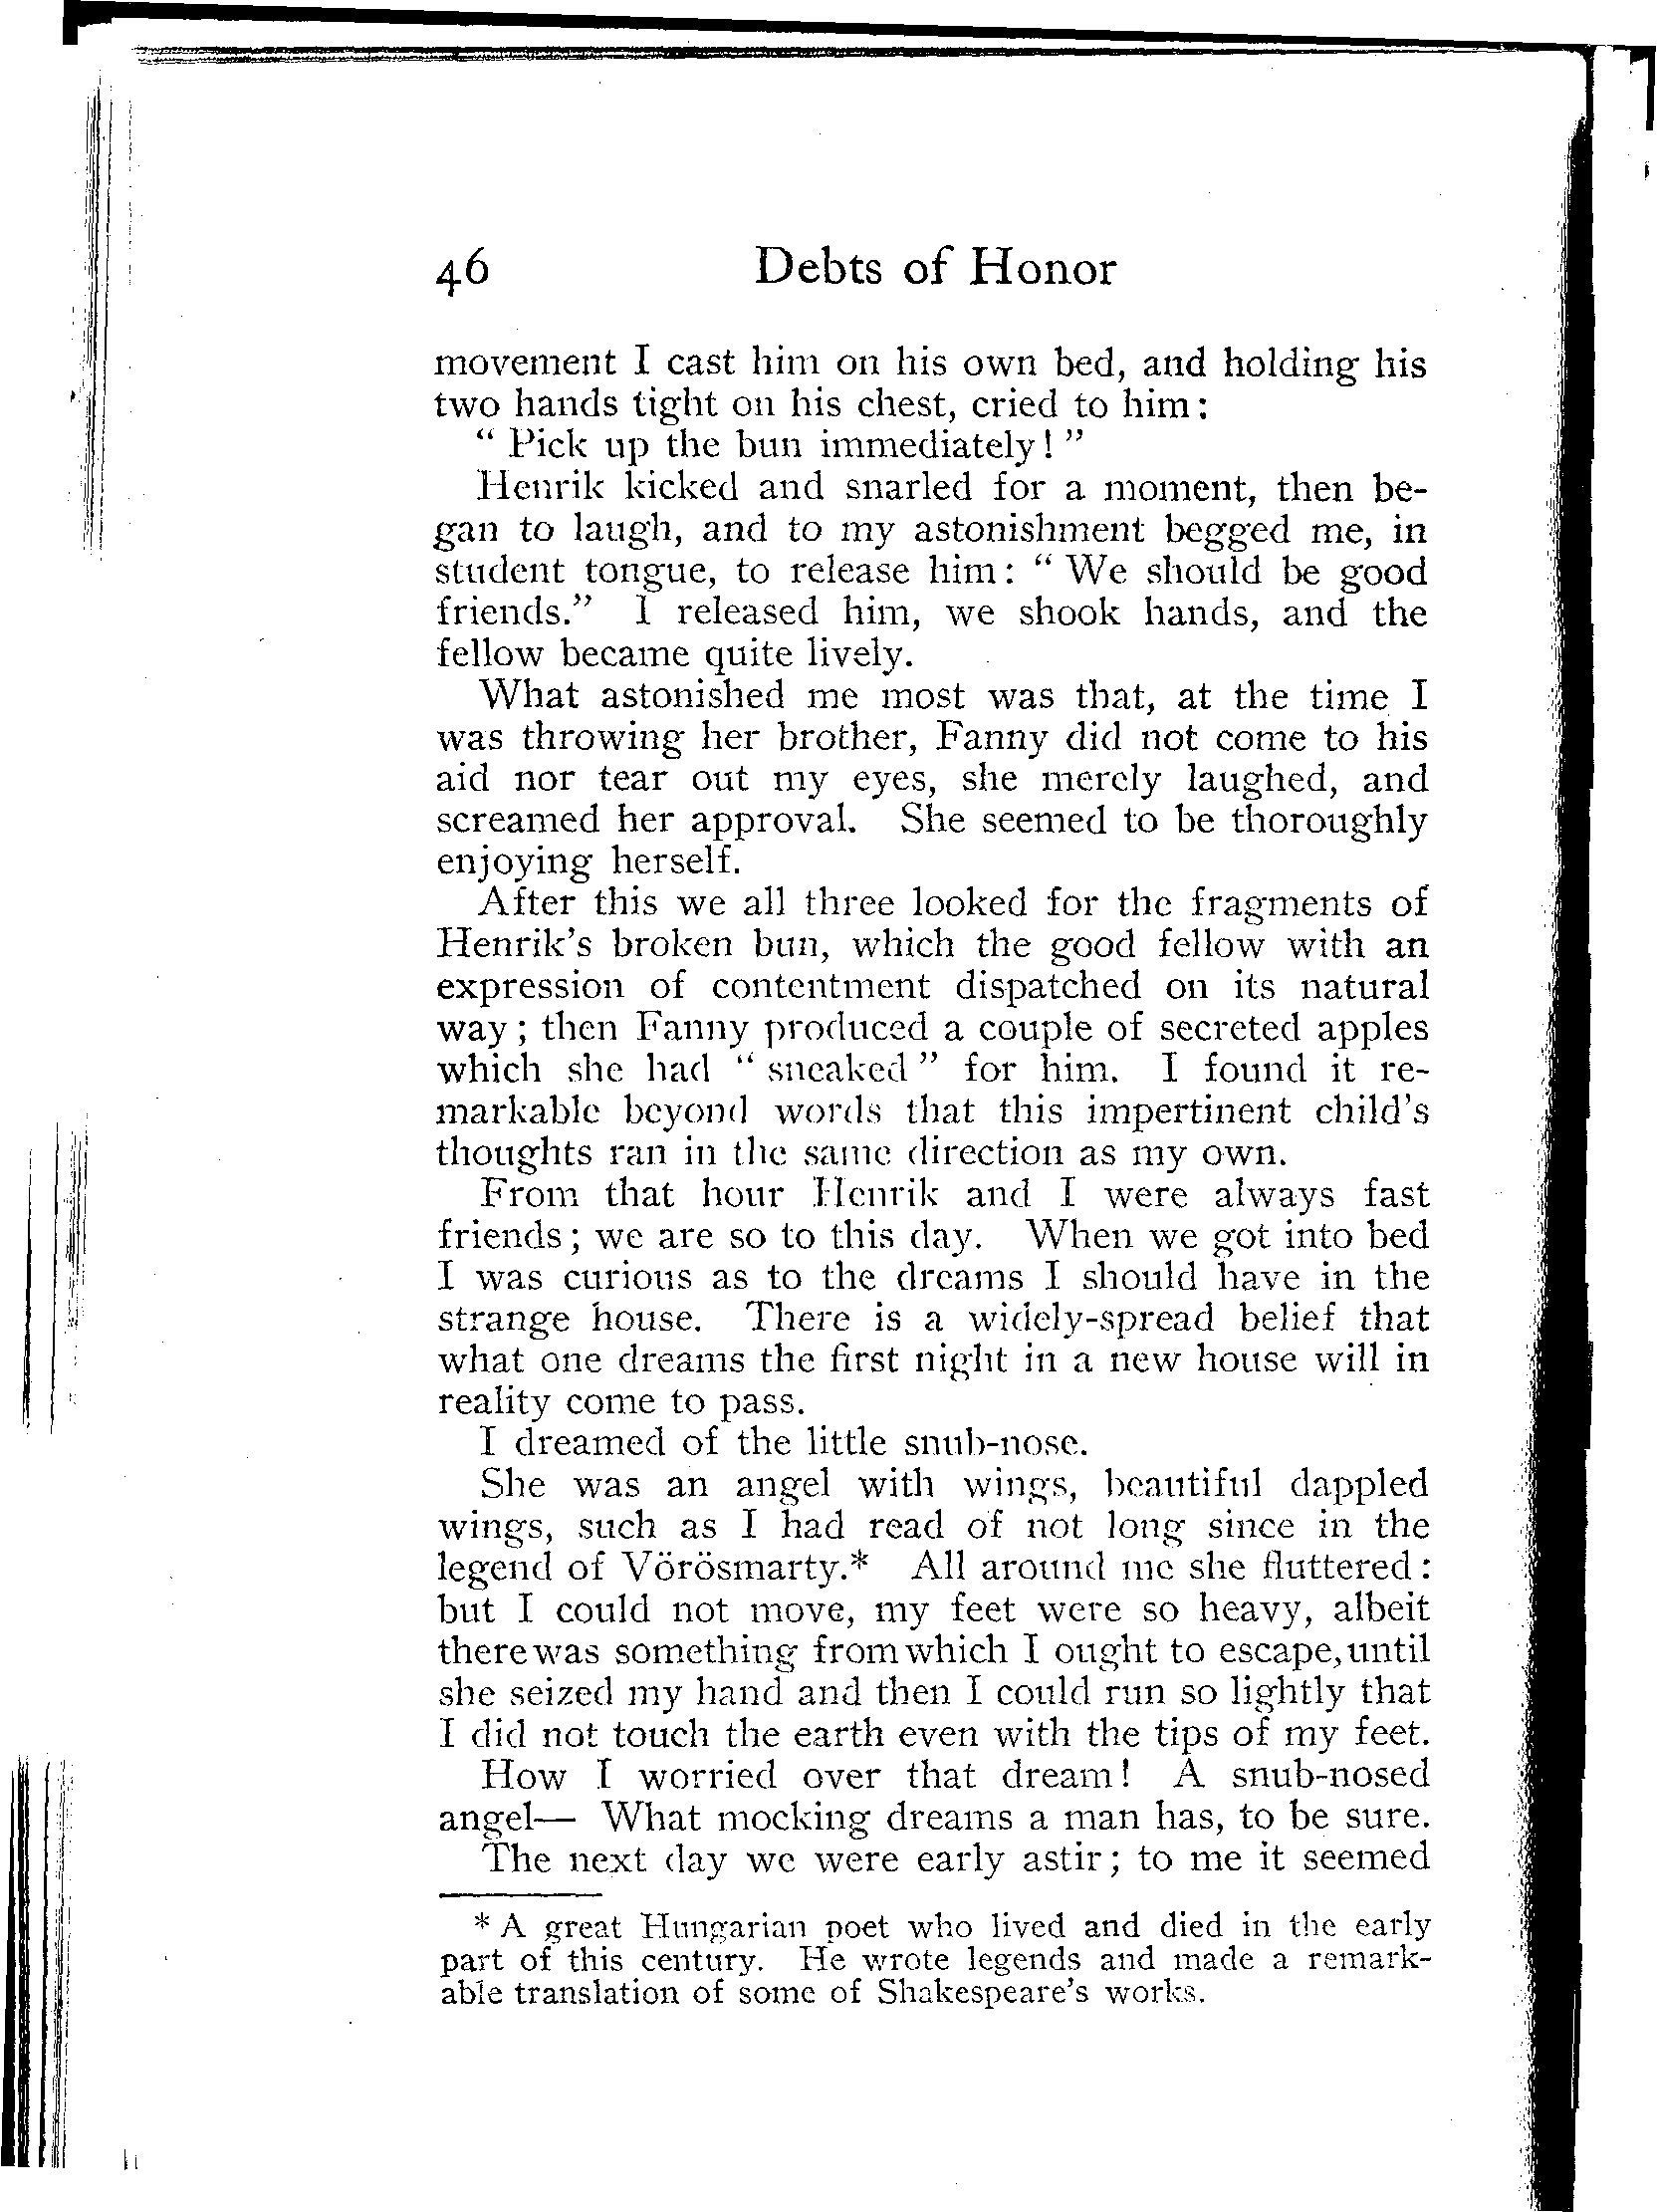 46 Debts of Honor
movement I cast him on his own bed, and holding his
two hands tight on his chest, cried to him:
“ Pick up the bun immediately! ”
Henrik kicked and snarled for a moment, then be-
gan to laugh, and to my astonishment begged me, in
student tongue, to release him: “ We should be good
friends.” I released him, we shook hands, and the
fellow became quite lively.
What astonished me most was that, at the time I
was throwing her brother, Fanny did not come to his
aid nor tear out my eyes, she merely laughed, and
screamed her approval. She seemed to be thoroughly
enjoying herself.
After this we all three looked for the fragments of
Henrik’s broken bun, which the good fellow with an
expression of contentment dispatched on its natural
way; then Fanny produced a couple of secreted apples
which she had “ sneaked ” for him. I found it re-
markable beyond words that this impertinent child’s
thoughts ran in the same direction as my own.
From that hour Henrik and I were always fast
friends; we are so to this day. When we got into bed
I was curious as to the dreams I should have in the
strange house. There is a widely-spread belief that
what one dreams the first night in a new house will in
reality come to pass.
I dreamed of the little snub-nose.
She was an angel with wings, beautiful dappled
wings, such as I had read of not long since in the
legend of Vörösmarty.* All around me she fluttered:
but I could not move, my feet were so heavy, albeit
there was something from which I ought to escape, until
she seized my hand and then I could run so lightly that
I did not touch the earth even with the tips of my feet.
How I worried over that dream! A snub-nosed
angel— What mocking dreams a man has, to be sure.
The next day we were early astir; to me it seemed
* A great Hungarian poet who lived and died in the early
part of this century. He wrote legends and made a remark-
able translation of some of Shakespeare’s works.